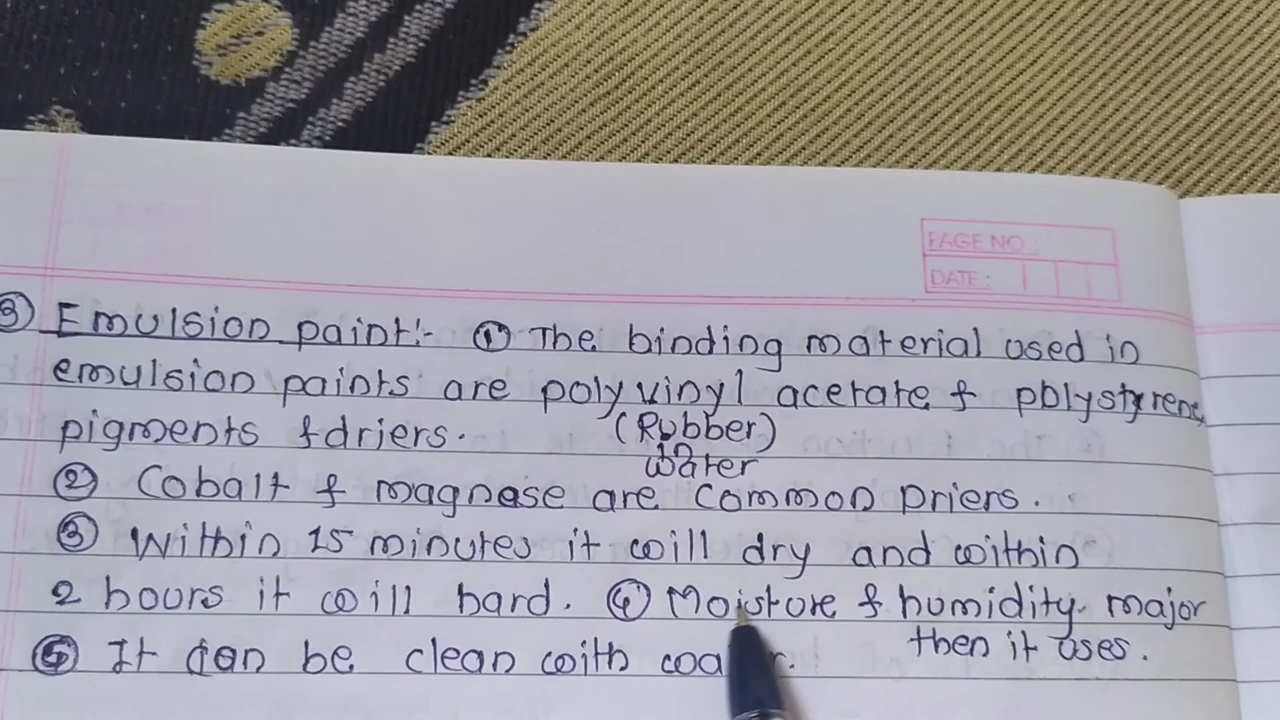 PAGE NO.:
DATE:
③ Emulsion paint:- ① The binding material used in
emulsion paints are polyvinyl acetate & polystyrene
pigments & driers. (Rubber)
in
water
② Cobalt & magnase are common Driers.
③ Within 15 minutes it will dry and within
2 hours it will hard. ④ Moisture & humidity major
then it uses.
⑤ It can be clean with